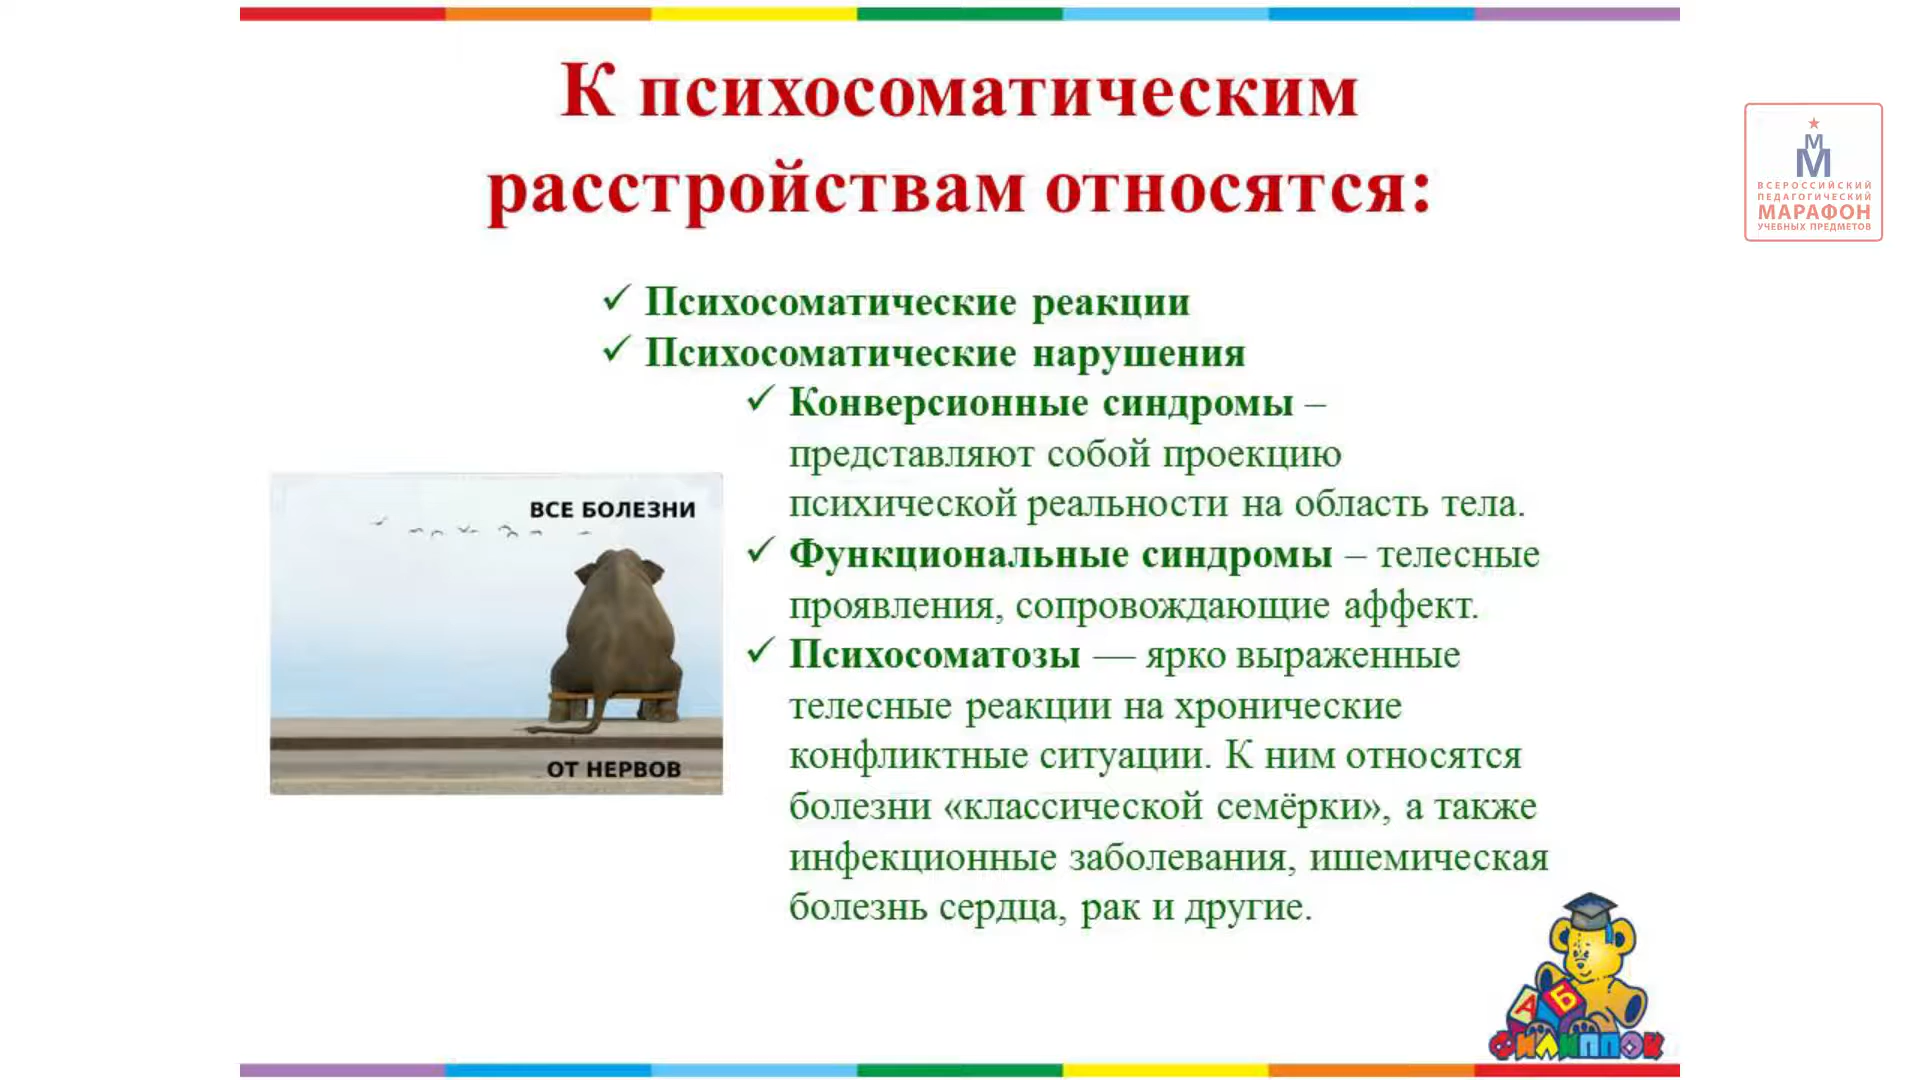 К психосоматическим
расстройствам относятся:
М
М
ВСЕРОССИЙСКИЙ
ПЕДАГОГИЧЕСКИЙ
МАРАФОН
УЧЕБНЫХ ПРЕДМЕТОВ
✓ Психосоматические реакции
✓ Психосоматические нарушения
✓ Конверсионные синдромы –
представляют собой проекцию
психической реальности на область тела.
✓ Функциональные синдромы – телесные
проявления, сопровождающие аффект.
✓ Психосоматозы — ярко выраженные
телесные реакции на хронические
конфликтные ситуации. К ним относятся
болезни «классической семёрки», а также
инфекционные заболевания, ишемическая
болезнь сердца, рак и другие.
ВСЕ БОЛЕЗНИ
ОТ НЕРВОВ
А Б
ФИЛИППОК